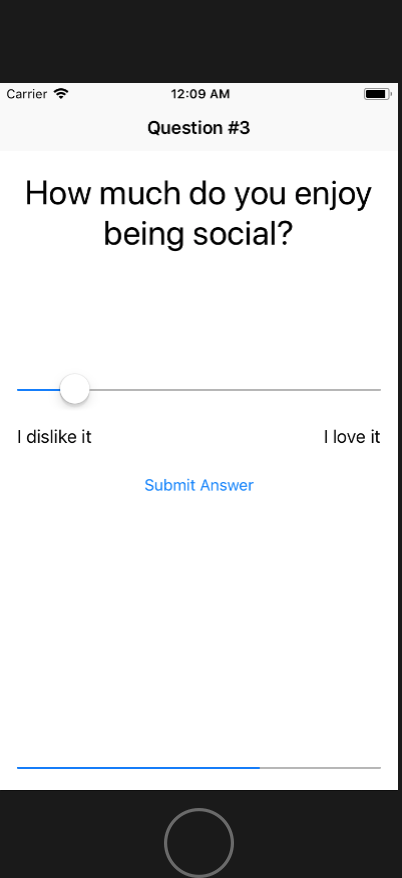 Carrier 12:09 AM
Question #3
How much do you enjoy
being social?
I dislike it I love it
Submit Answer